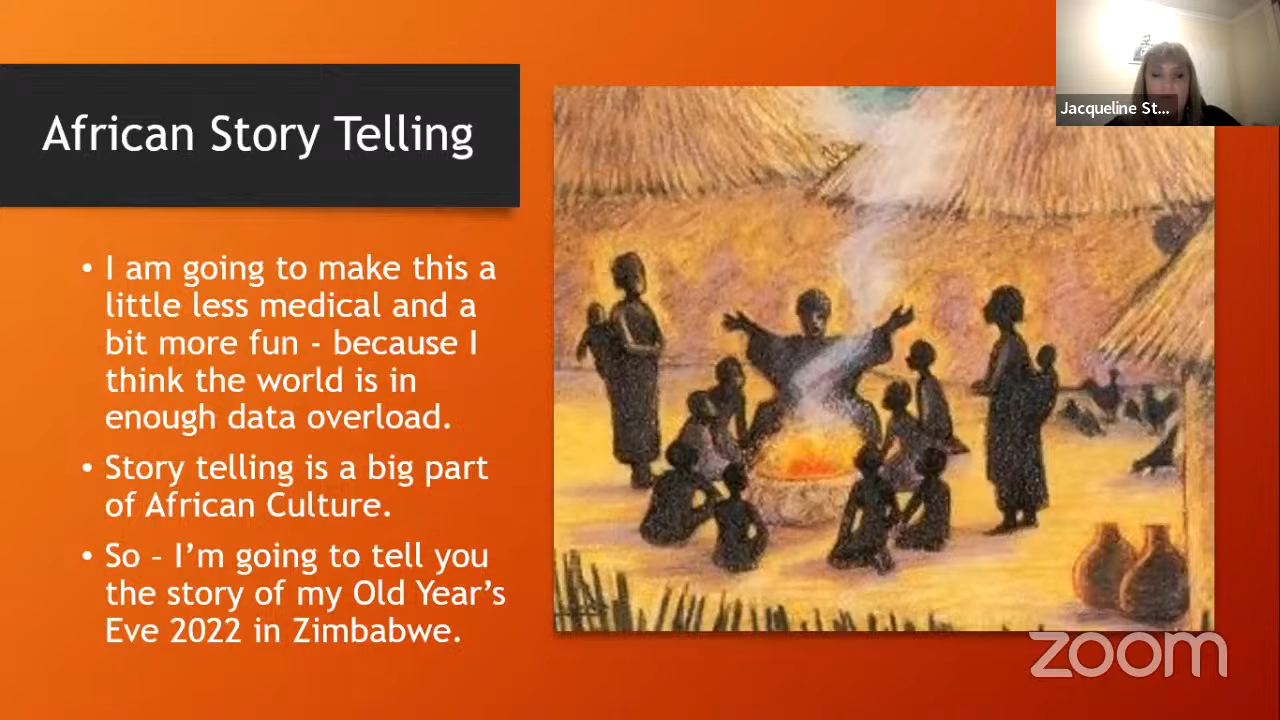 Jacqueline St...
African Story Telling
• I am going to make this a
little less medical and a
bit more fun - because I
think the world is in
enough data overload.
• Story telling is a big part
of African Culture.
• So – I'm going to tell you
the story of my Old Year's
Eve 2022 in Zimbabwe.
zoom